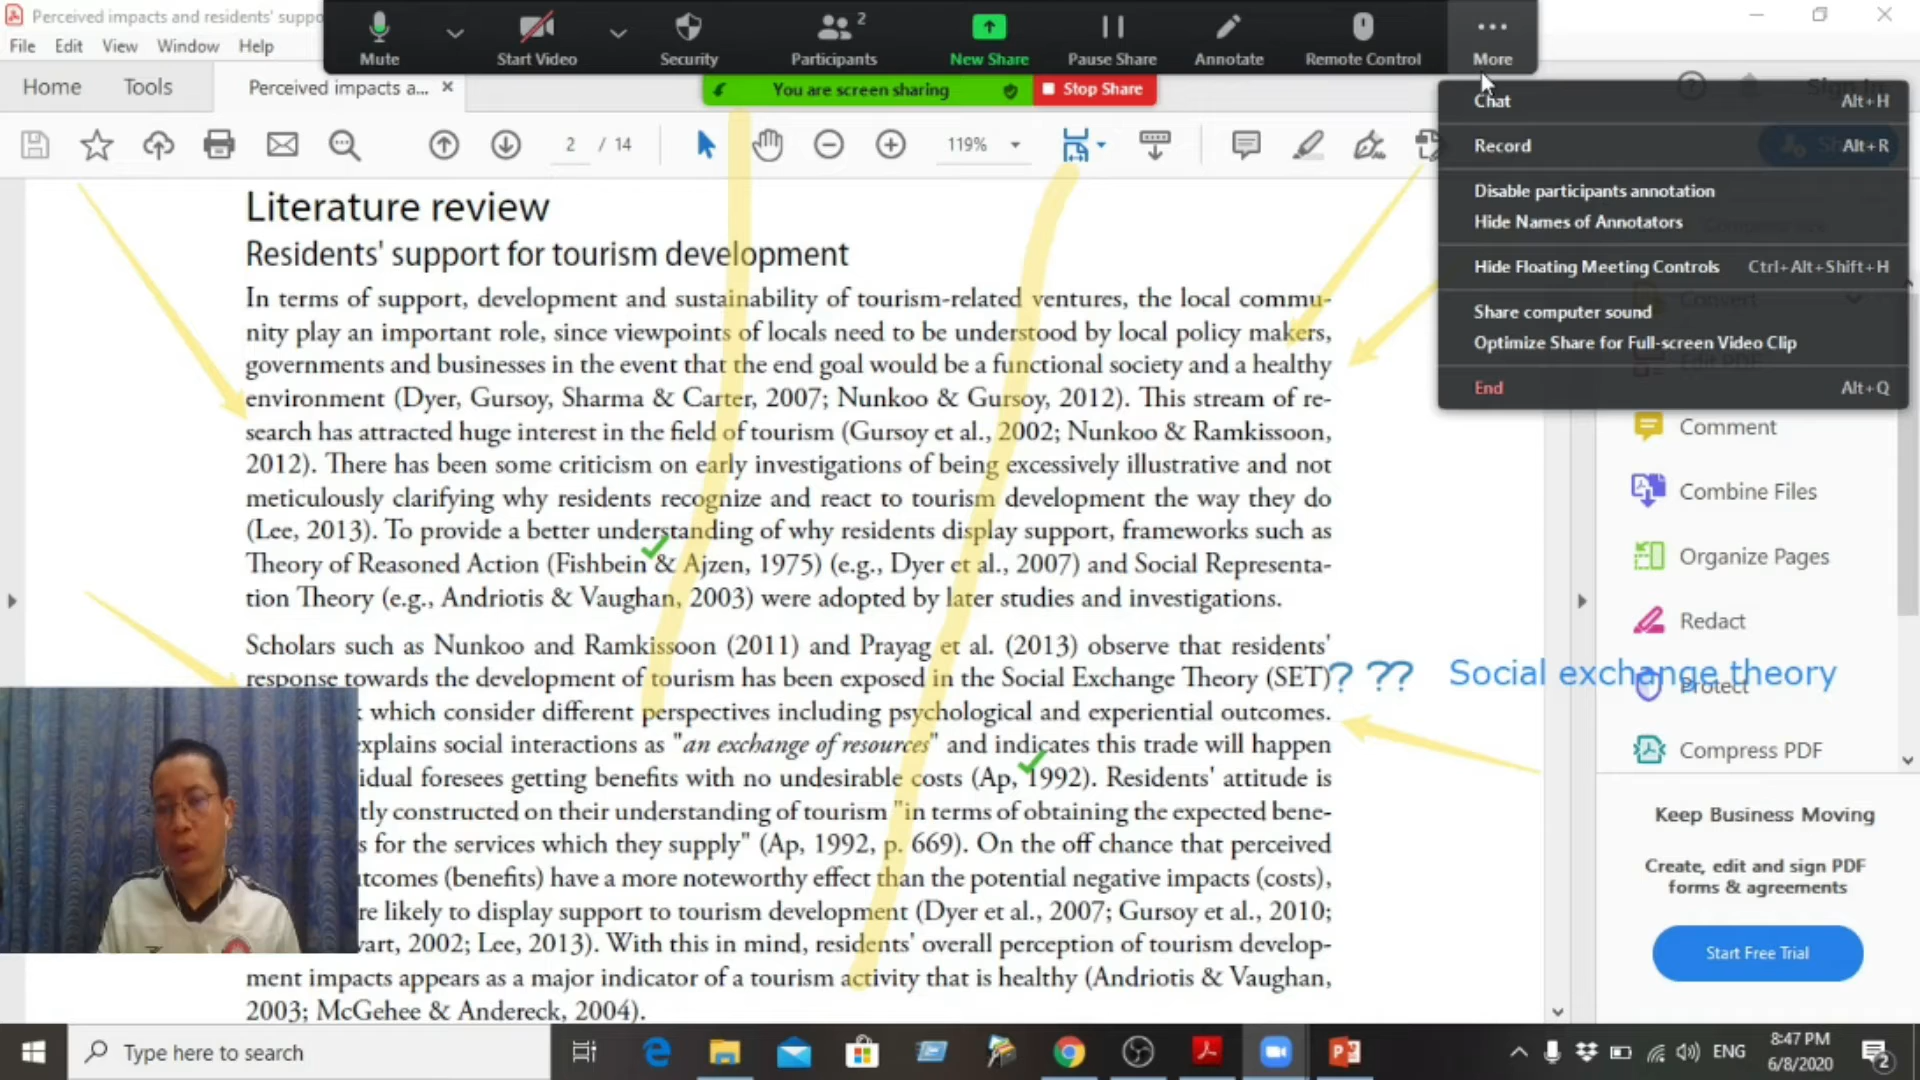 Perceived impacts and residents' suppo
File Edit View Window Help
Mute Start Video Security Participants 2 New Share Pause Share Annotate Remote Control More
You are screen sharing Stop Share
Home Tools Perceived impacts a... ×
2 / 14 119%
Chat Alt+H
Record Alt+R
Disable participants annotation
Hide Names of Annotators
Hide Floating Meeting Controls Ctrl+Alt+Shift+H
Share computer sound
Optimize Share for Full-screen Video Clip
End Alt+Q
Literature review
Residents' support for tourism development
In terms of support, development and sustainability of tourism-related ventures, the local commu-
nity play an important role, since viewpoints of locals need to be understood by local policy makers,
governments and businesses in the event that the end goal would be a functional society and a healthy
environment (Dyer, Gursoy, Sharma & Carter, 2007; Nunkoo & Gursoy, 2012). This stream of re-
search has attracted huge interest in the field of tourism (Gursoy et al., 2002; Nunkoo & Ramkissoon,
2012). There has been some criticism on early investigations of being excessively illustrative and not
meticulously clarifying why residents recognize and react to tourism development the way they do
(Lee, 2013). To provide a better understanding of why residents display support, frameworks such as
Theory of Reasoned Action (Fishbein & Ajzen, 1975) (e.g., Dyer et al., 2007) and Social Representa-
tion Theory (e.g., Andriotis & Vaughan, 2003) were adopted by later studies and investigations.
Scholars such as Nunkoo and Ramkissoon (2011) and Prayag et al. (2013) observe that residents'
response towards the development of tourism has been exposed in the Social Exchange Theory (SET)
which consider different perspectives including psychological and experiential outcomes.
explains social interactions as "an exchange of resources" and indicates this trade will happen
idual foresees getting benefits with no undesirable costs (Ap, 1992). Residents' attitude is
tly constructed on their understanding of tourism "in terms of obtaining the expected bene-
s for the services which they supply" (Ap, 1992, p. 669). On the off chance that perceived
tcomes (benefits) have a more noteworthy effect than the potential negative impacts (costs),
re likely to display support to tourism development (Dyer et al., 2007; Gursoy et al., 2010;
vart, 2002; Lee, 2013). With this in mind, residents' overall perception of tourism develop-
ment impacts appears as a major indicator of a tourism activity that is healthy (Andriotis & Vaughan,
2003; McGehee & Andereck, 2004).
? ?? Social exchange theory
Convert
Edit PDF
Comment
Combine Files
Organize Pages
Redact
Protect
Compress PDF
Keep Business Moving
Create, edit and sign PDF
forms & agreements
Start Free Trial
Type here to search
ENG
8:47 PM
6/8/2020
2